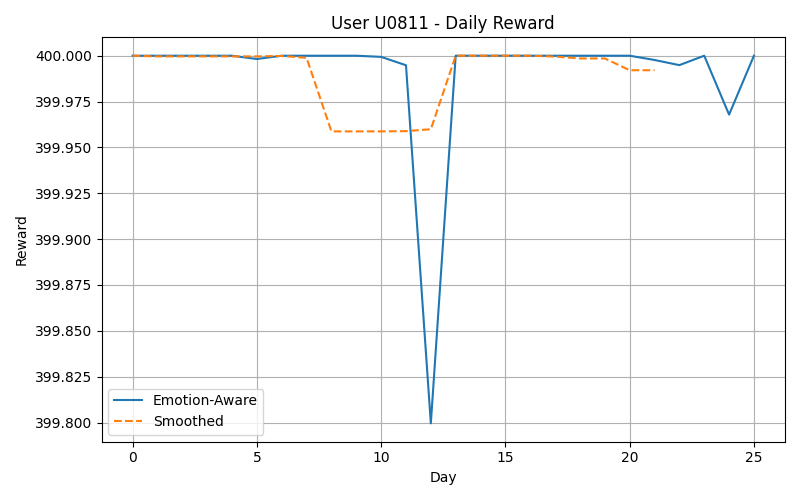 User U0811 - Daily Reward
400.000
399.975
399.950
399.925
399.900
399.875
399.850
399.825
399.800
Reward
Emotion-Aware
Smoothed
0 5 10 15 20 25
Day